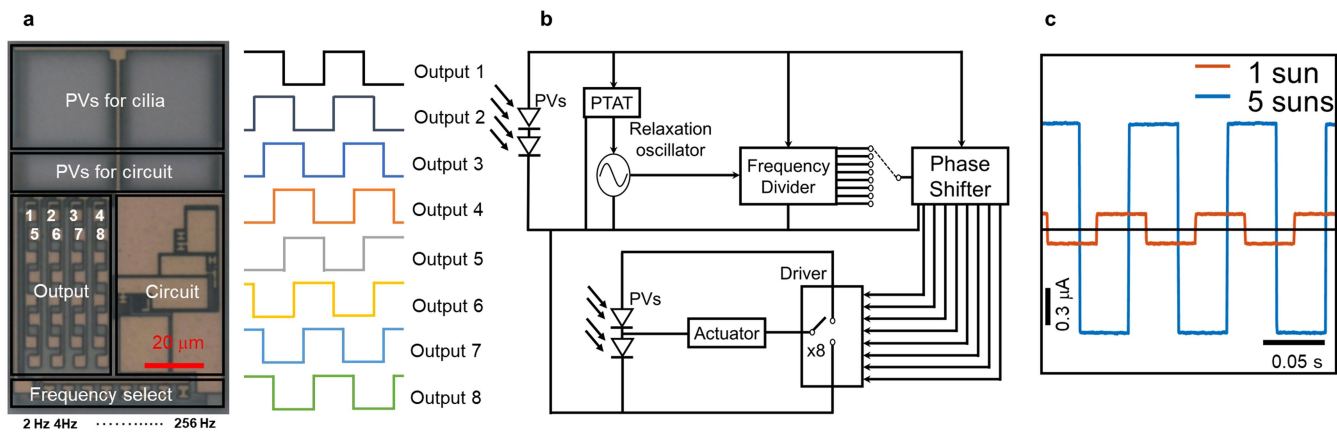 a
PVs for cilia
PVs for circuit
1 2 3 4
5 6 7 8
Output
Circuit
20 μm
Frequency select
2 Hz 4Hz ............ 256 Hz
Output 1
Output 2
Output 3
Output 4
Output 5
Output 6
Output 7
Output 8
b
PVs
PTAT
Relaxation
oscillator
Frequency
Divider
Phase
Shifter
PVs
Actuator
Driver
x8
c
1 sun
5 suns
0.3 μA
0.05 s